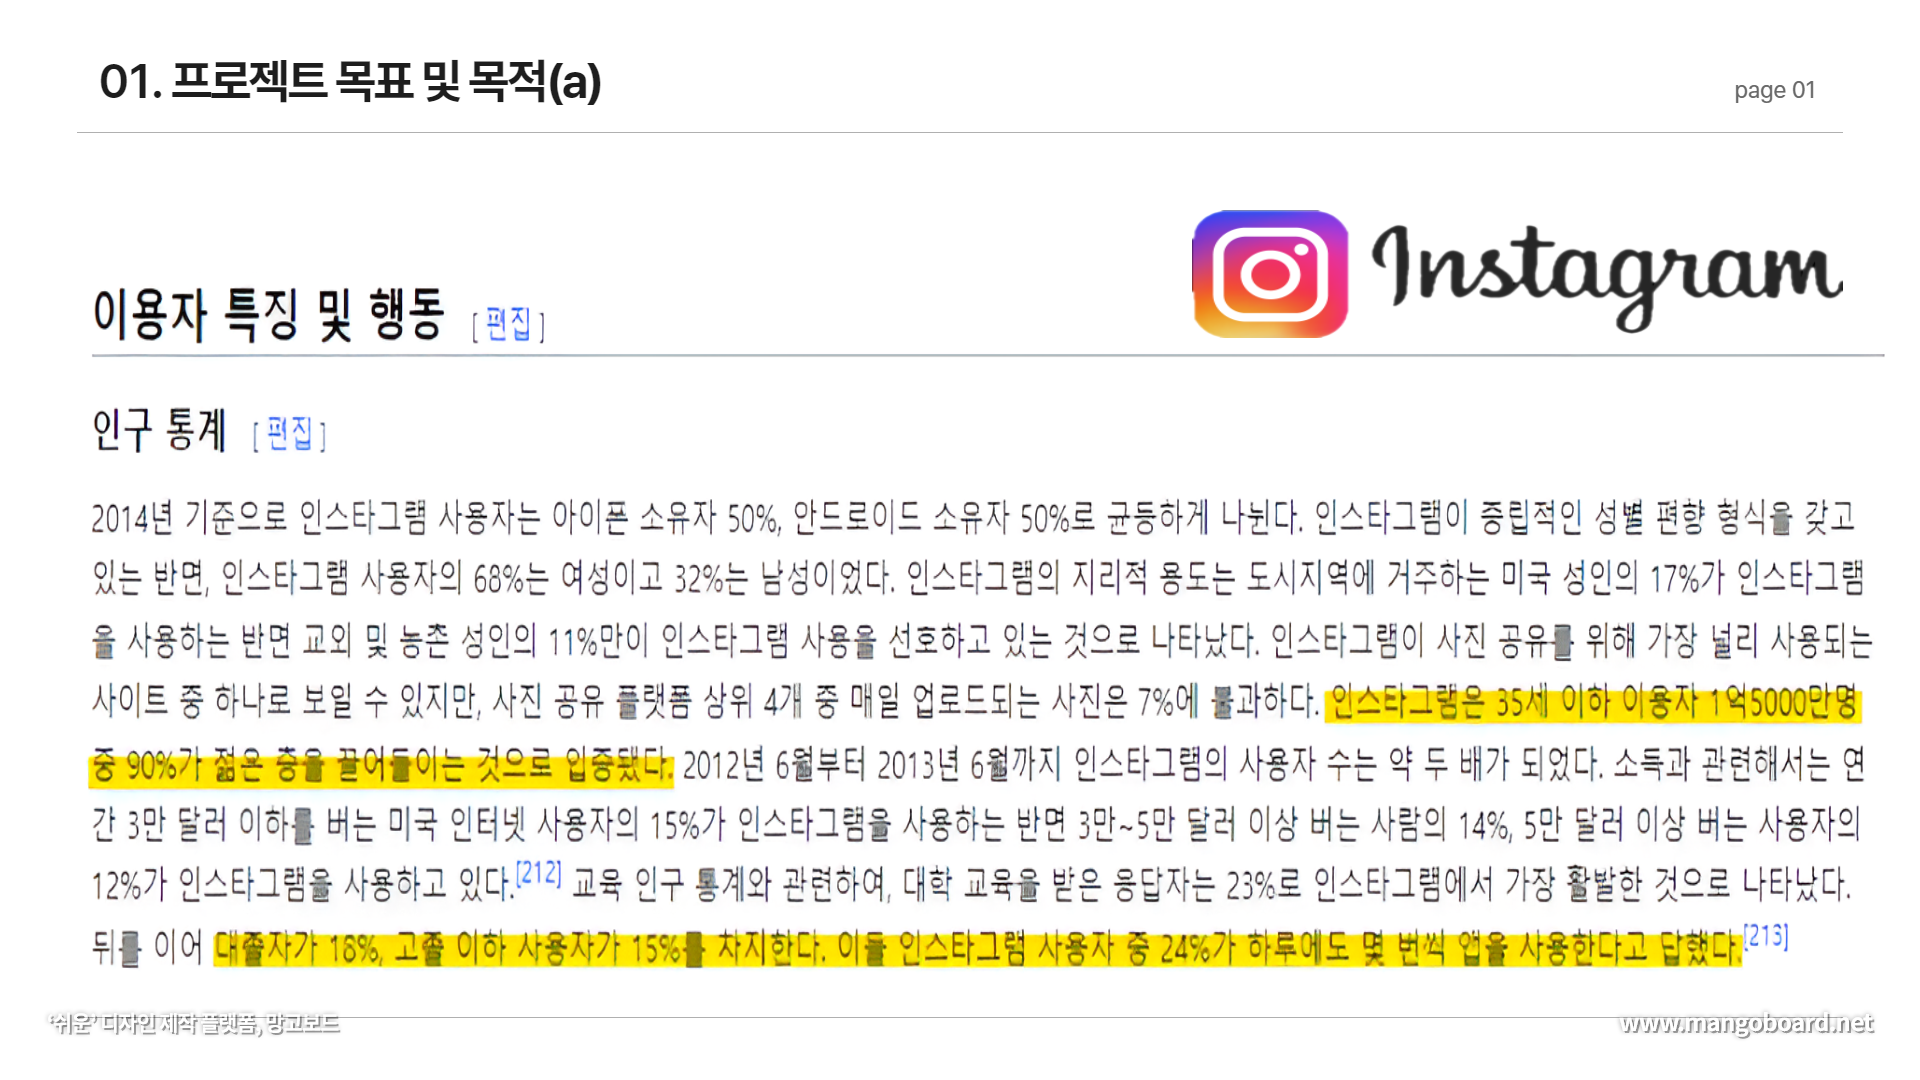 01. 프로젝트 목표 및 목적(a)
page 01
Instagram
이용자 특징 및 행동 [ 편집 ]
인구 통계 [ 편집 ]
2014년 기준으로 인스타그램 사용자는 아이폰 소유자 50%, 안드로이드 소유자 50%로 균등하게 나뉜다. 인스타그램이 중립적인 성별 편향 형식을 갖고
있는 반면, 인스타그램 사용자의 68%는 여성이고 32%는 남성이었다. 인스타그램의 지리적 용도는 도시지역에 거주하는 미국 성인의 17%가 인스타그램
을 사용하는 반면 교외 및 농촌 성인의 11%만이 인스타그램 사용을 선호하고 있는 것으로 나타났다. 인스타그램이 사진 공유를 위해 가장 널리 사용되는
사이트 중 하나로 보일 수 있지만, 사진 공유 플랫폼 상위 4개 중 매일 업로드되는 사진은 7%에 불과하다. 인스타그램은 35세 이하 이용자 1억5000만명
중 90%가 젊은 층을 끌어들이는 것으로 입증됐다. 2012년 6월부터 2013년 6월까지 인스타그램의 사용자 수는 약 두 배가 되었다. 소득과 관련해서는 연
간 3만 달러 이하를 버는 미국 인터넷 사용자의 15%가 인스타그램을 사용하는 반면 3만~5만 달러 이상 버는 사람의 14%, 5만 달러 이상 버는 사용자의
12%가 인스타그램을 사용하고 있다.[212] 교육 인구 통계와 관련하여, 대학 교육을 받은 응답자는 23%로 인스타그램에서 가장 활발한 것으로 나타났다.
뒤를 이어 대졸자가 18%, 고졸 이하 사용자가 15%를 차지한다. 이들 인스타그램 사용자 중 24%가 하루에도 몇 번씩 앱을 사용한다고 답했다.[213]
'쉬운' 디자인 제작 플랫폼, 망고보드
www.mangoboard.net